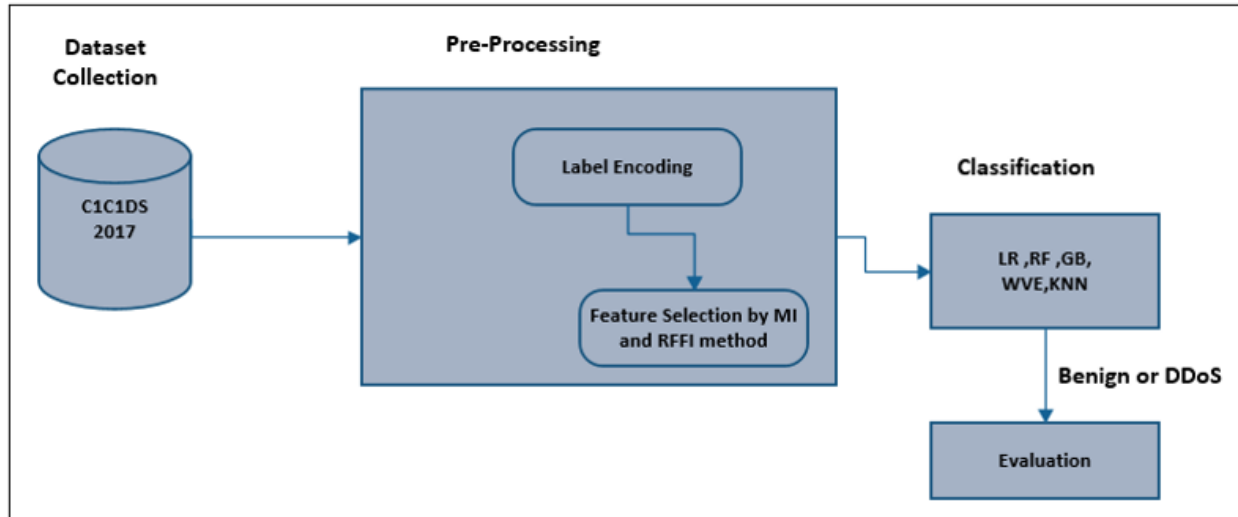 Dataset
Collection
Pre-Processing
C1C1DS
2017
Label Encoding
Feature Selection by MI
and RFFI method
Classification
LR ,RF ,GB,
WVE,KNN
Benign or DDoS
Evaluation